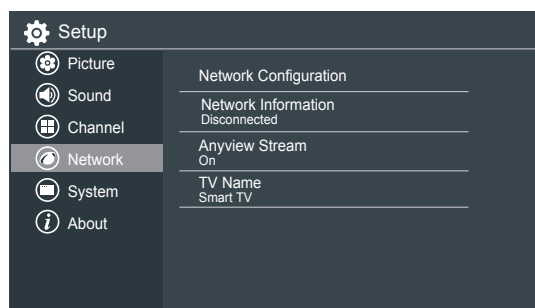 Setup
Picture
Sound
Channel
Network
System
About
Network Configuration
Network Information
Disconnected
Anyview Stream
On
TV Name
Smart TV